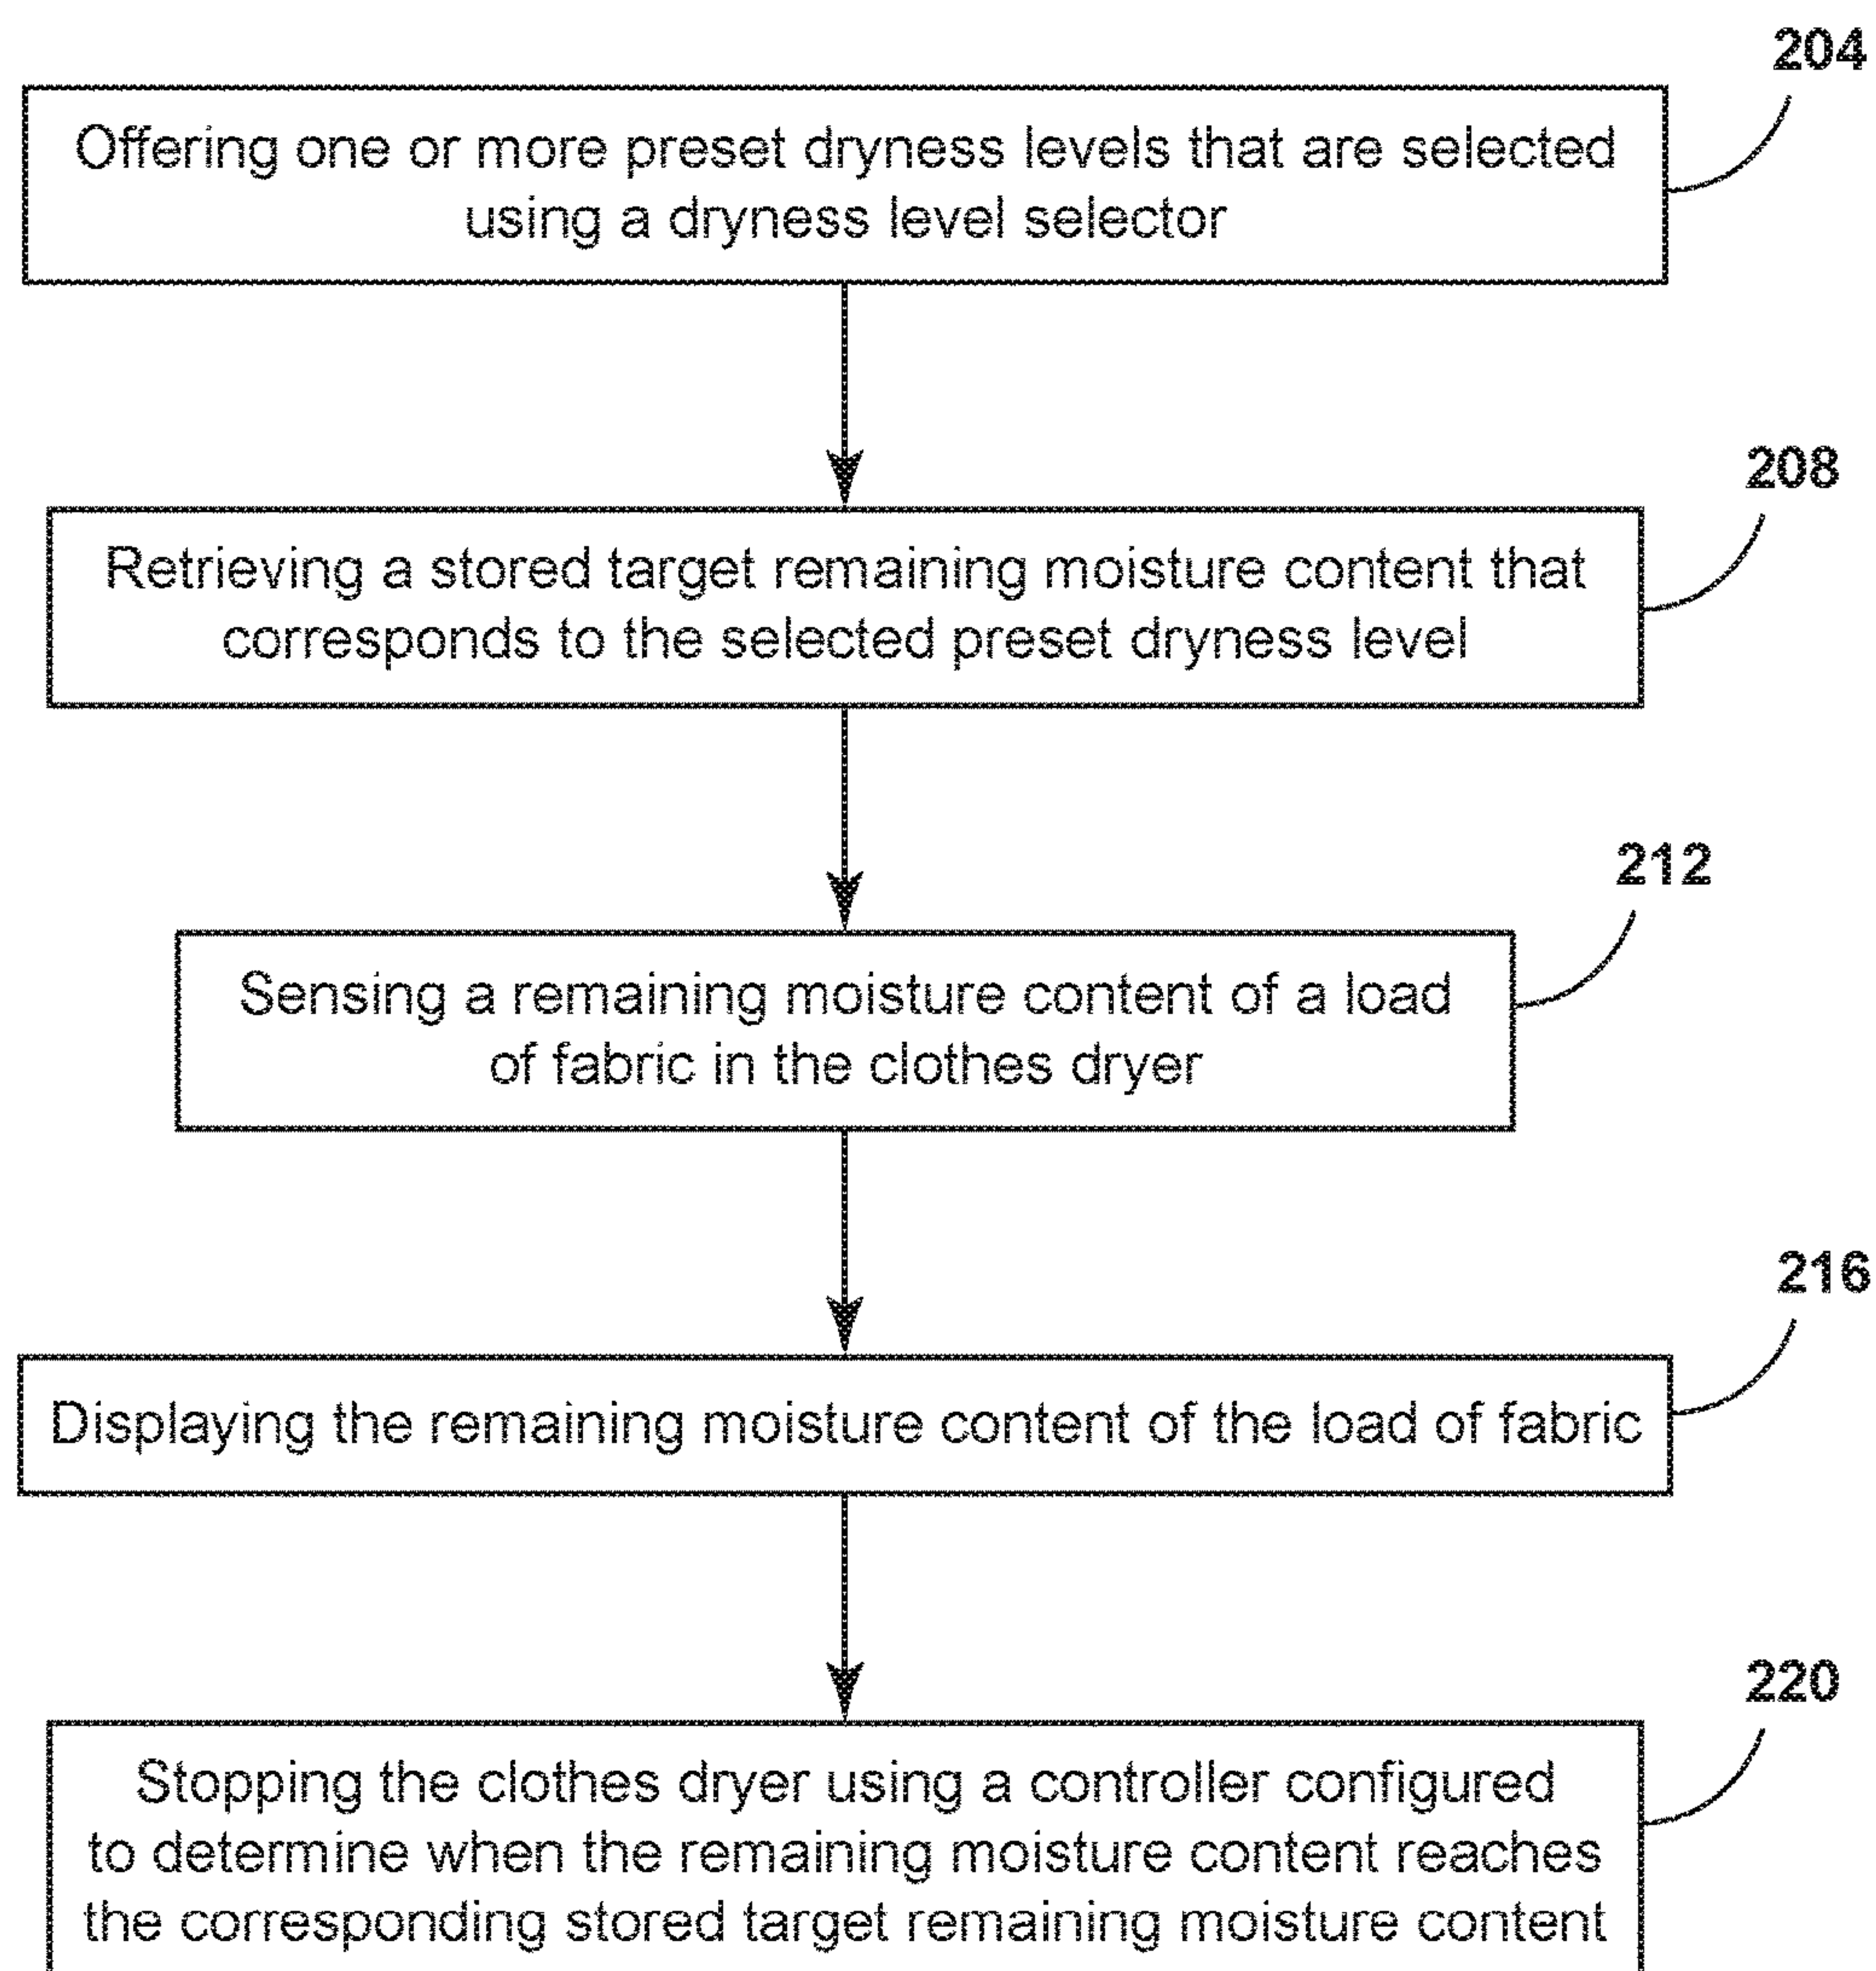 204
Offering one or more preset dryness levels that are selected
using a dryness level selector
208
Retrieving a stored target remaining moisture content that
corresponds to the selected preset dryness level
212
Sensing a remaining moisture content of a load
of fabric in the clothes dryer
216
Displaying the remaining moisture content of the load of fabric
220
Stopping the clothes dryer using a controller configured
to determine when the remaining moisture content reaches
the corresponding stored target remaining moisture content